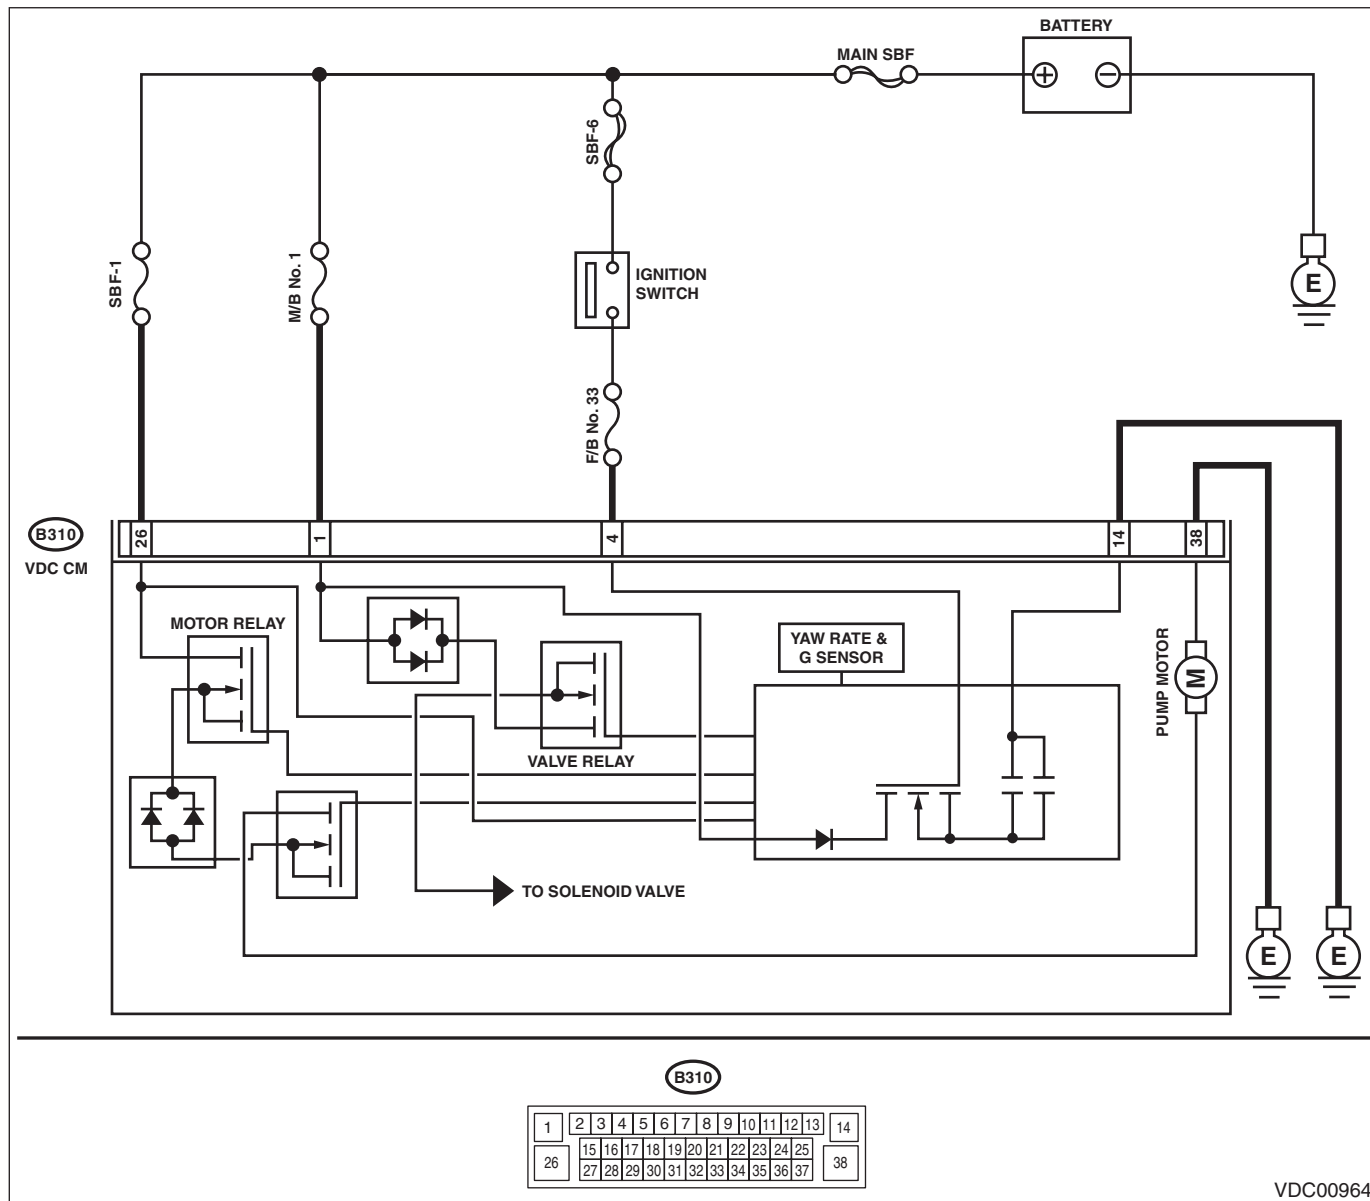 BATTERY
MAIN SBF
+
−
SBF-6
SBF-1
M/B No. 1
IGNITION
SWITCH
E
F/B No. 33
B310
VDC CM
26
1
4
14
38
MOTOR RELAY
YAW RATE &
G SENSOR
PUMP MOTOR
M
VALVE RELAY
TO SOLENOID VALVE
E
E
B310
1 2 3 4 5 6 7 8 9 10 11 12 13 14
15 16 17 18 19 20 21 22 23 24 25
26 27 28 29 30 31 32 33 34 35 36 37 38
VDC00964